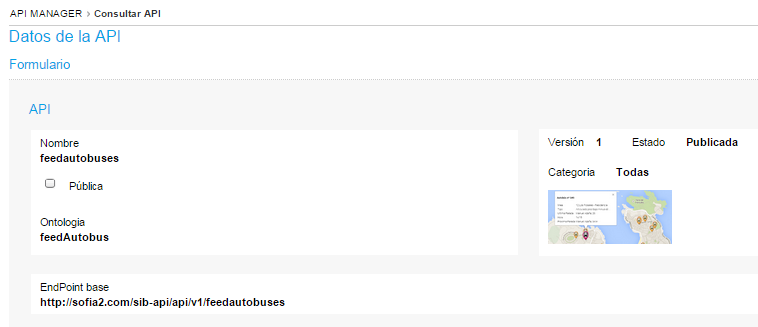 API MANAGER › Consultar API
Datos de la API
Formulario
API
Nombre
feedautobuses
Pública
Ontologia
feedAutobus
Versión 1 Estado Publicada
Categoria Todas
EndPoint base
http://sofia2.com/sib-api/api/v1/feedautobuses